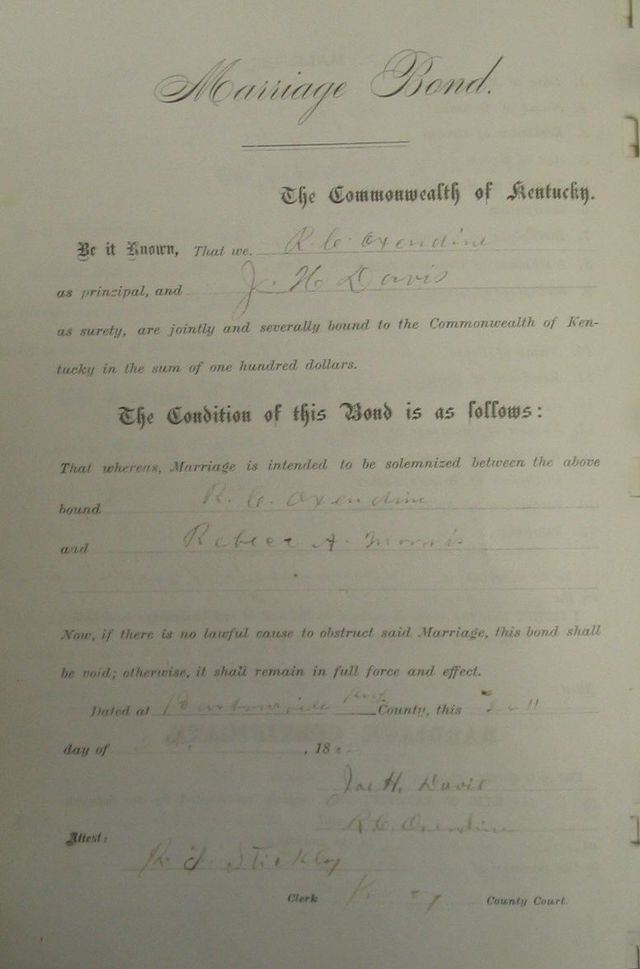 Marriage Bond.
The Commonwealth of Kentucky.
Be it Known, That we. R. C. Oxendine
as principal, and J. H Davis
as surety, are jointly and severally bound to the Commonwealth of Ken-
tucky in the sum of one hundred dollars.
The Condition of this Bond is as follows:
That whereas, Marriage is intended to be solemnized between the above
bound R. C. Oxendine
and A. Morris
Now, if there is no lawful cause to obstruct said Marriage, this bond shall
be void; otherwise, it shall remain in full force and effect.
Dated at County, this
day of , 18
H. Davis
R. C. Oxendine
Attest:
Clerk County Court.